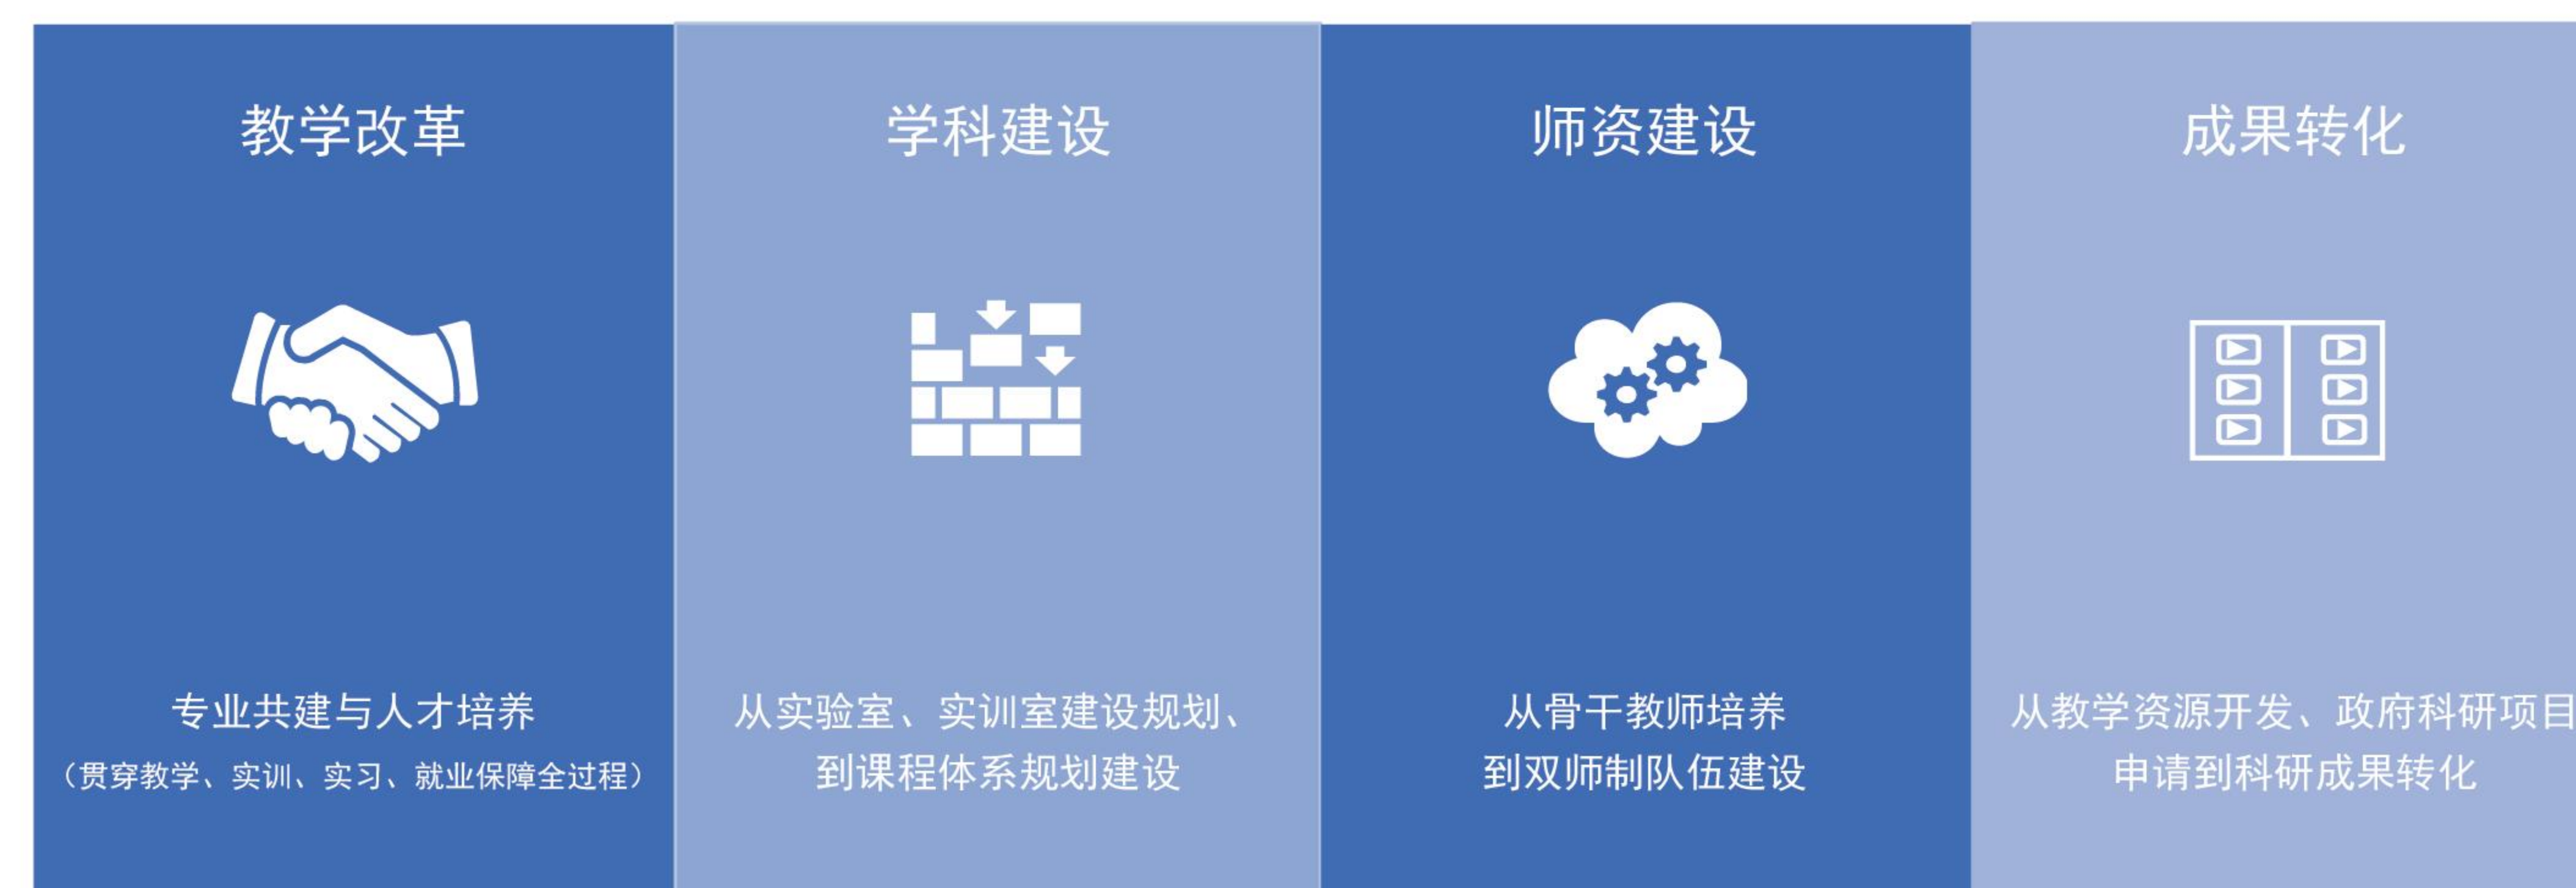 教学改革
专业共建与人才培养
（贯穿教学、实训、实习、就业保障全过程）
学科建设
从实验室、实训室建设规划、
到课程体系规划建设
师资建设
从骨干教师培养
到双师制队伍建设
成果转化
从教学资源开发、政府科研项目
申请到科研成果转化